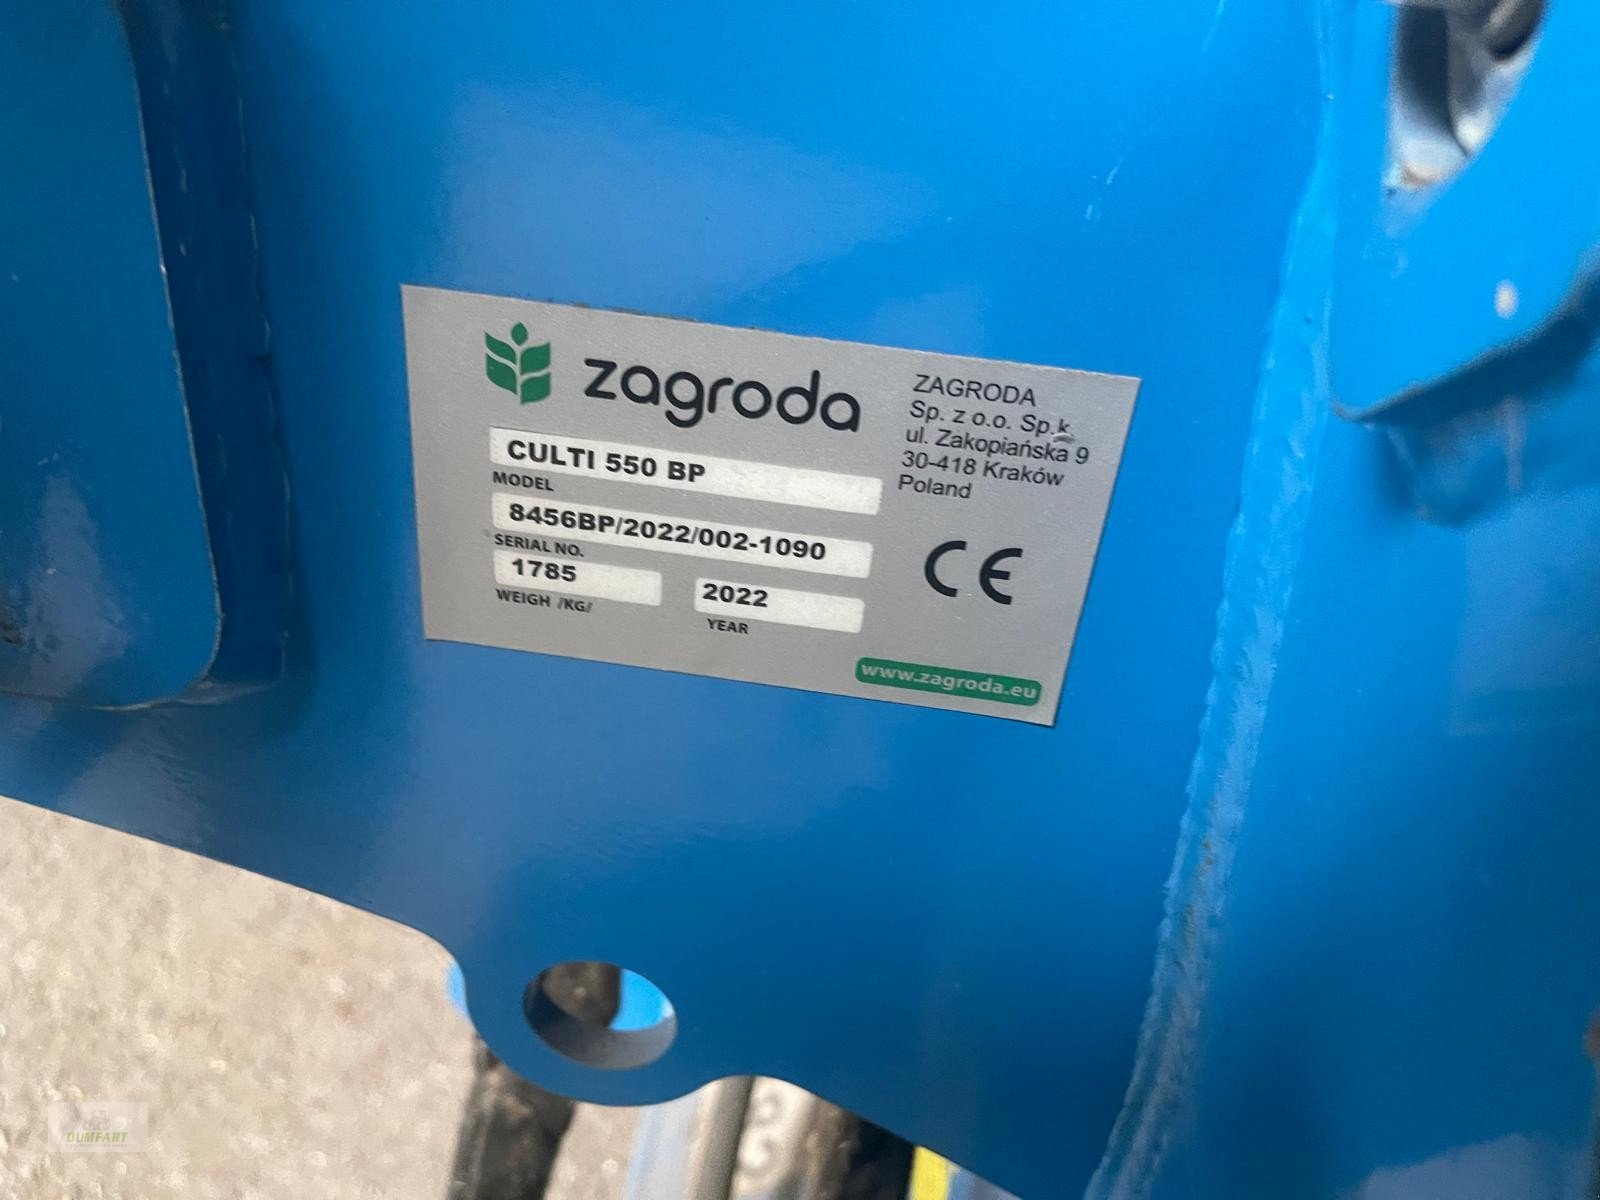 zagroda
CULTI 550 BP
MODEL
8456BP/2022/002-1090
SERIAL NO.
1785
WEIGH /KG/
2022
YEAR
ZAGRODA
Sp. z o.o. Sp.k.
ul. Zakopiańska 9
30-418 Kraków
Poland
CE
www.zagroda.eu
DUMFART